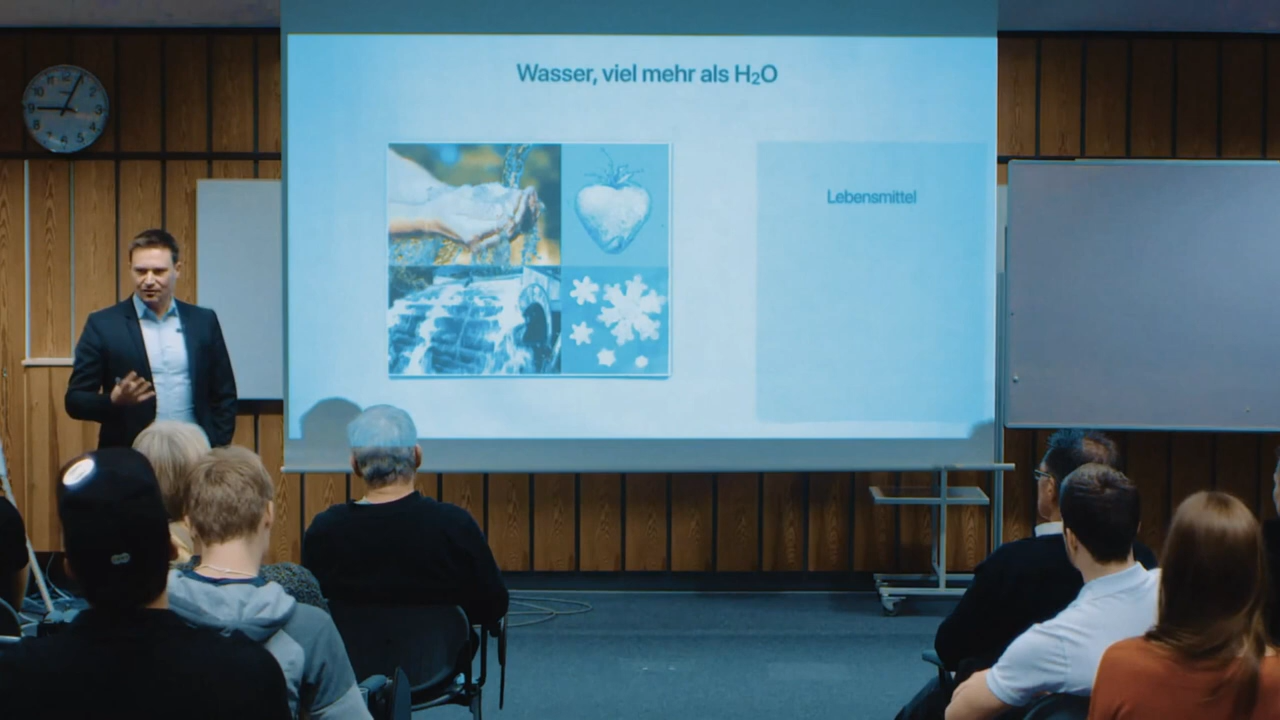 Wasser, viel mehr als H₂O
Lebensmittel